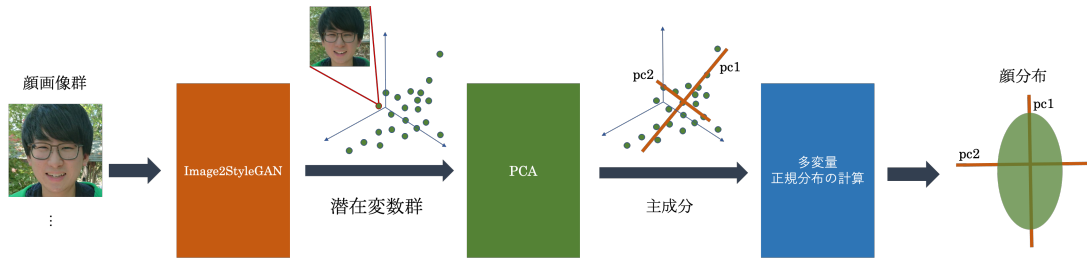 顔画像群
⋮
Image2StyleGAN
潜在変数群
PCA
pc1
pc2
主成分
多変量
正規分布の計算
顔分布
pc1
pc2